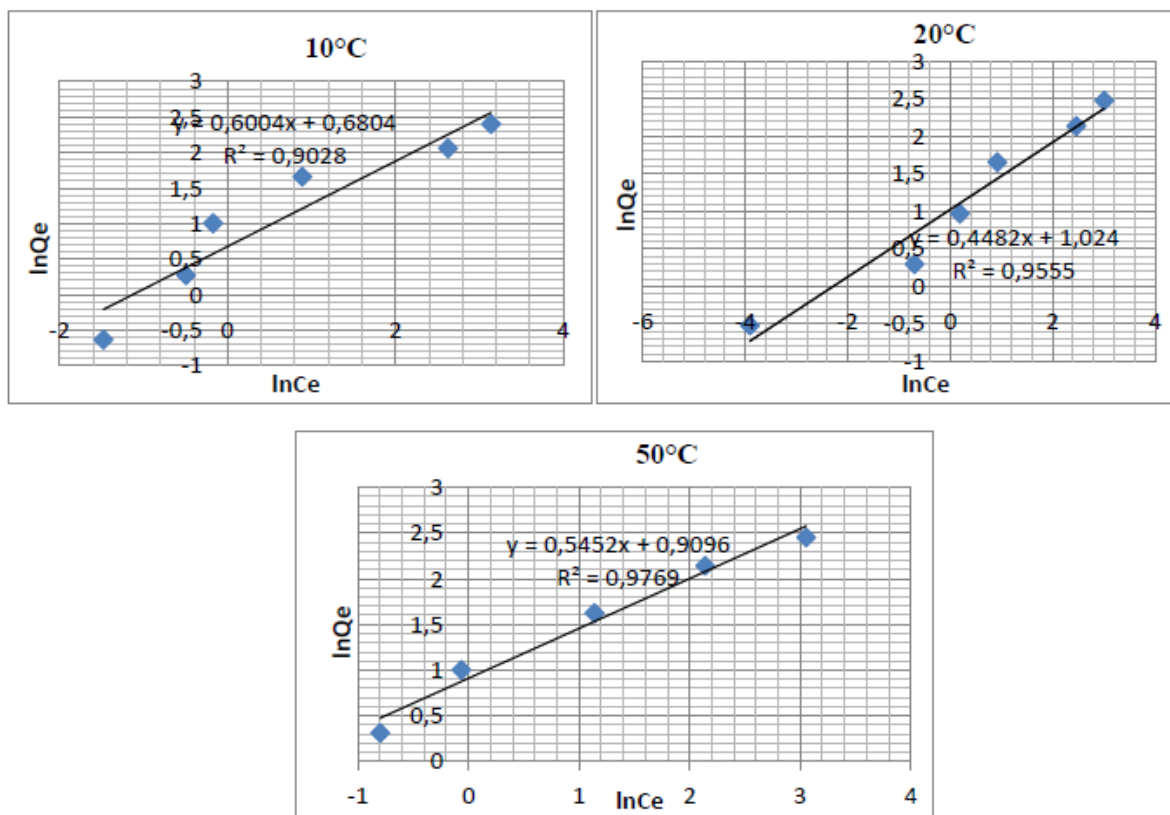 10°C
3
2,5
y = 0,6004x + 0,6804
R² = 0,9028
2
1,5
1
0,5
0
-0,5
-1
-2
0
2
4
lnQe
lnCe
20°C
3
2,5
2
1,5
1
0,5
y = 0,4482x + 1,024
R² = 0,9555
0
-0,5
-1
-6
-4
-2
0
2
4
lnQe
lnCe
50°C
3
2,5
y = 0,5452x + 0,9096
R² = 0,9769
2
1,5
1
0,5
0
-1
0
1
2
3
4
lnQe
lnCe